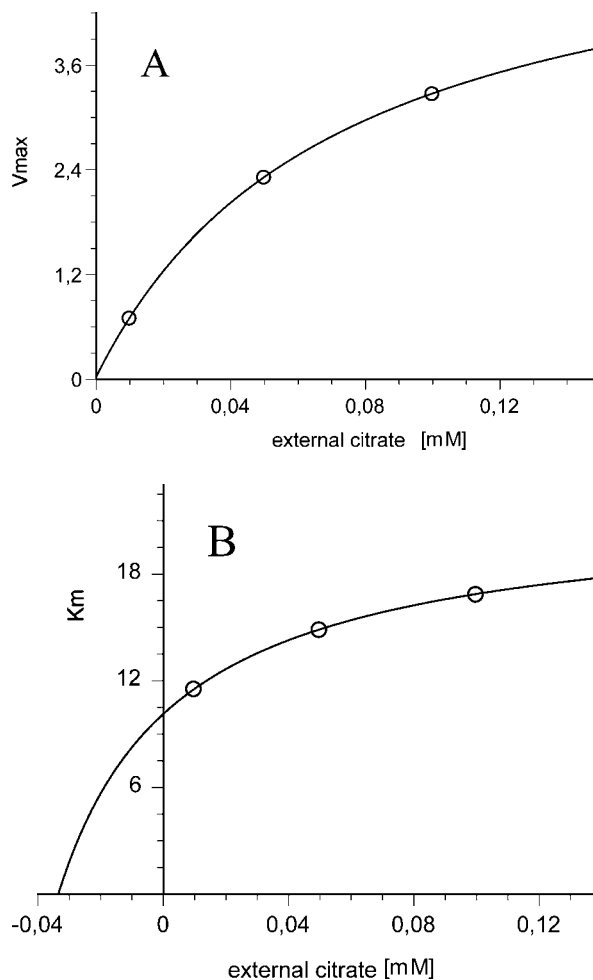 A
3,6
2,4
1,2
0
Vmax
0 0,04 0,08 0,12
external citrate [mM]
B
18
12
6
Km
-0,04 0 0,04 0,08 0,12
external citrate [mM]